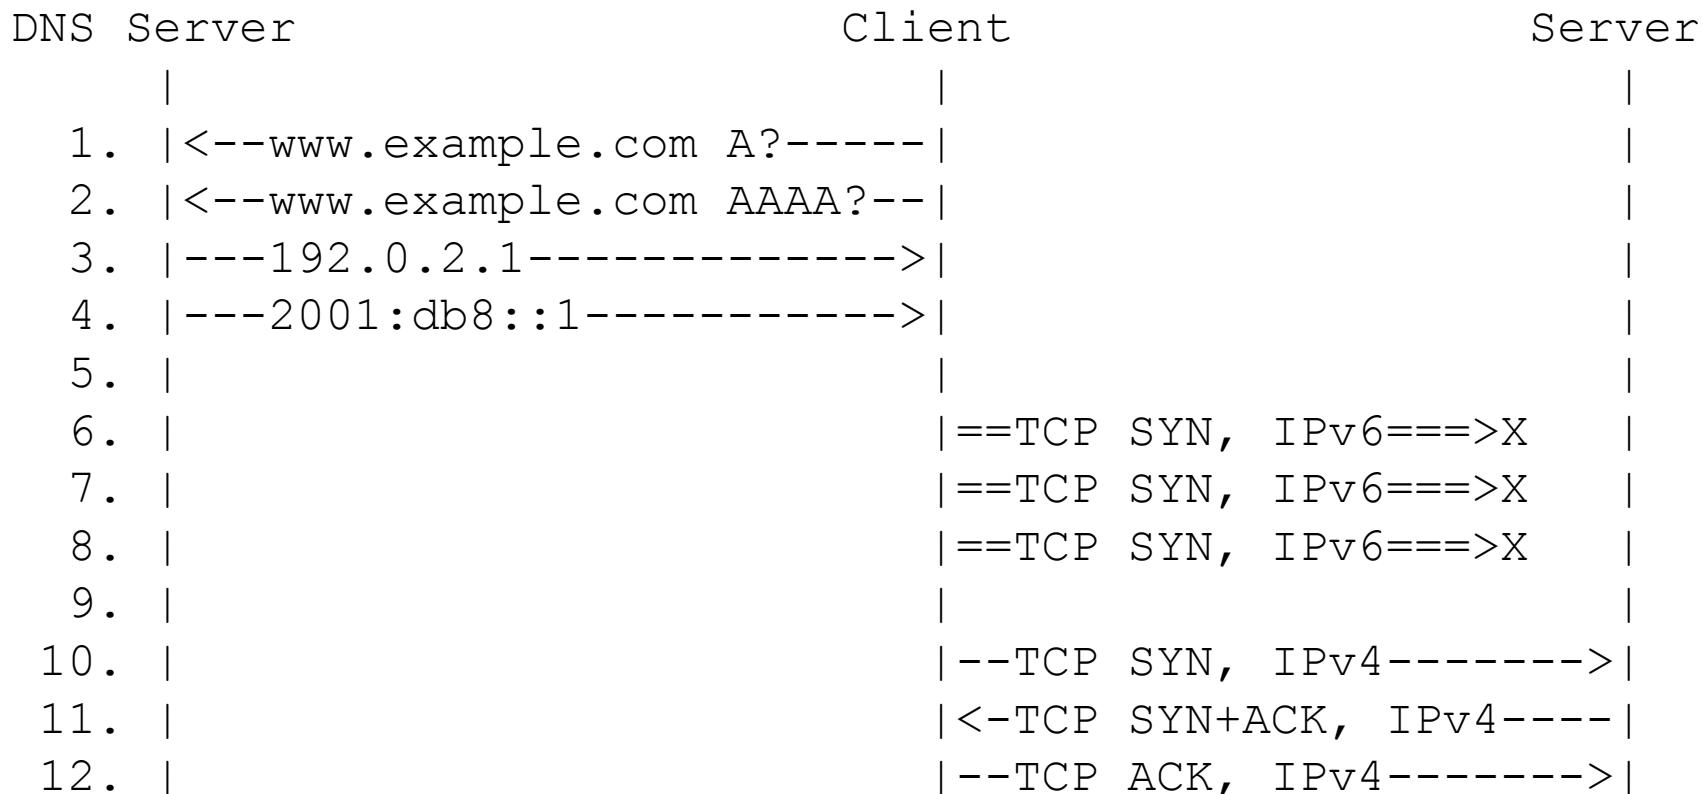 DNS Server                            Client                  Server
     |                          |                       |
  1. |<--www.example.com A?-----|                       |
  2. |<--www.example.com AAAA?--|                       |
  3. |---192.0.2.1------------->|                       |
  4. |---2001:db8::1----------->|                       |
  5. |                          |                       |
  6. |                          |==TCP SYN, IPv6===>X   |
  7. |                          |==TCP SYN, IPv6===>X   |
  8. |                          |==TCP SYN, IPv6===>X   |
  9. |                          |                       |
 10. |                          |--TCP SYN, IPv4------->|
 11. |                          |<-TCP SYN+ACK, IPv4----|
 12. |                          |--TCP ACK, IPv4------->|